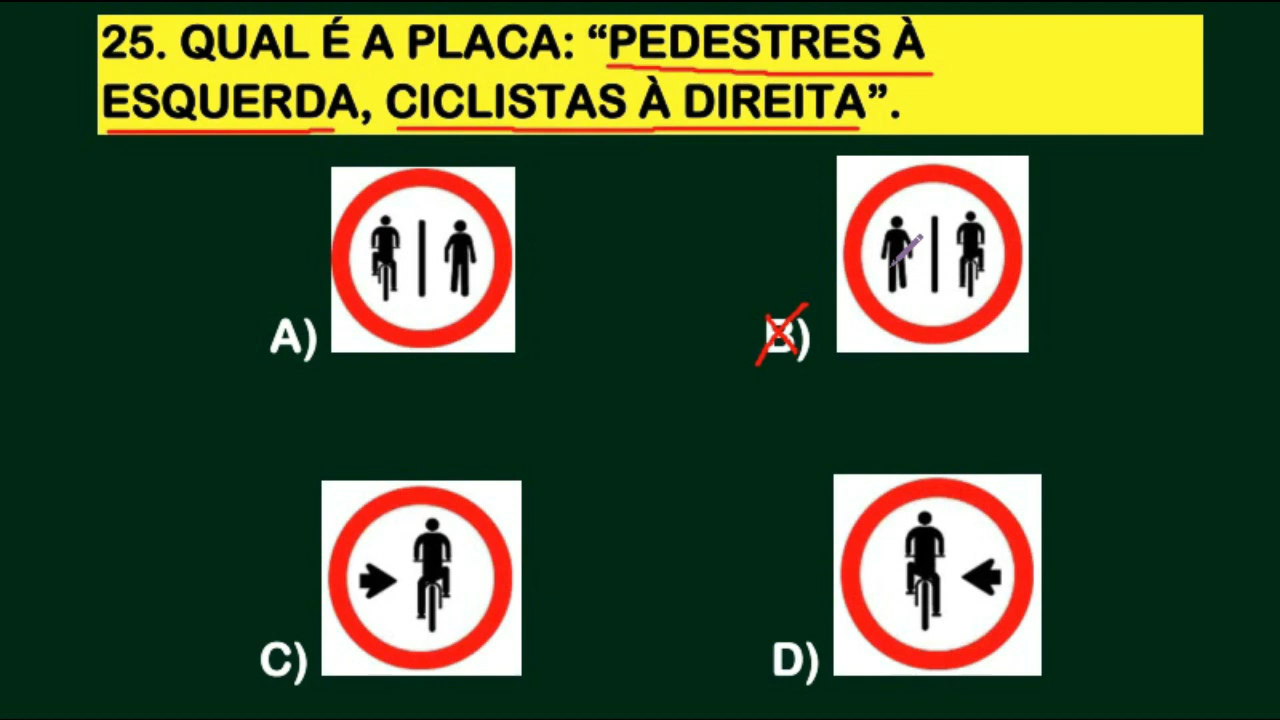 25. QUAL É A PLACA: “PEDESTRES À
ESQUERDA, CICLISTAS À DIREITA”.
A)
B)
C)
D)